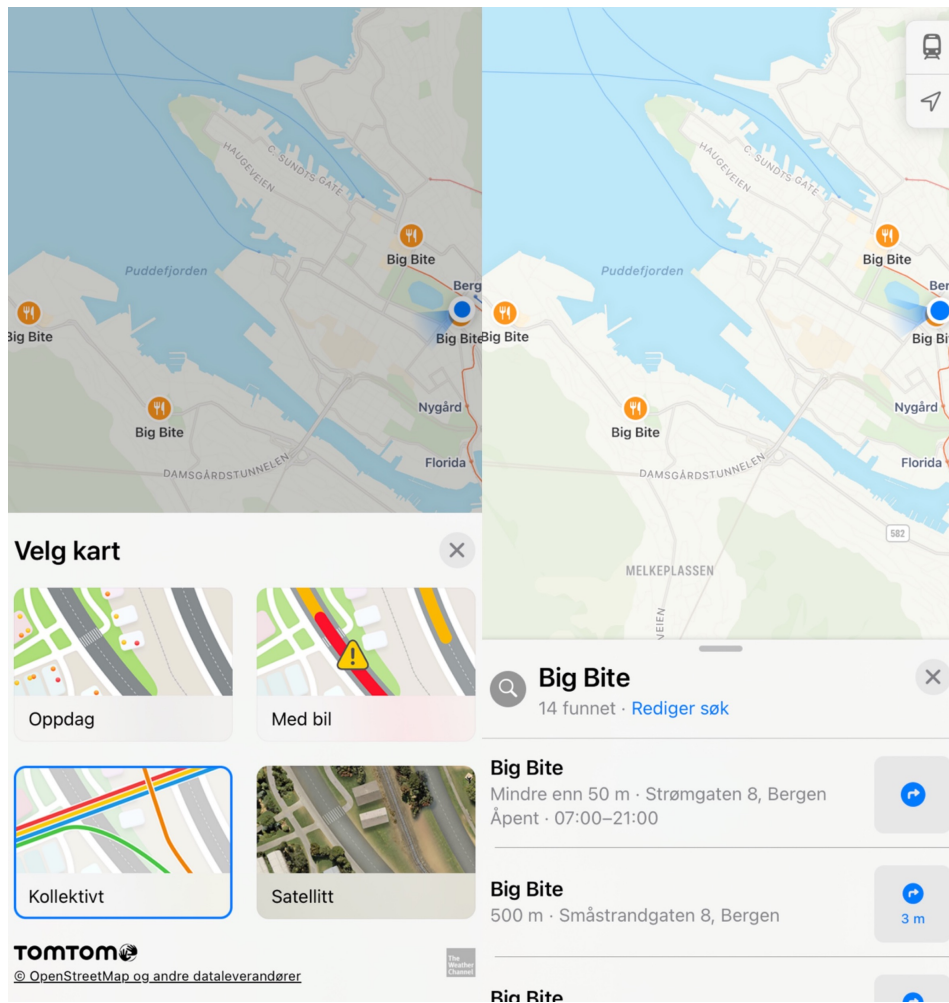 HAUGEVEIEN
C. SUNDTS GATE
Big Bite
Puddefjorden
Berg
Big Bite
Big Bite
Big Bite
Nygård
Florida
DAMSGÅRDSTUNNELEN
Velg kart
Oppdag
Med bil
Kollektivt
Satellitt
TOMTOM
© OpenStreetMap og andre dataleverandører
The
Weather
Channel
HAUGEVEIEN
C. SUNDTS GATE
Big Bite
Puddefjorden
Ber
Big Bite
Big Bi
Big Bite
Nygård
Florida
DAMSGÅRDSTUNNELEN
582
MELKEPLASSEN
NEIEN
Big Bite
14 funnet · Rediger søk
Big Bite
Mindre enn 50 m · Strømgaten 8, Bergen
Åpent · 07:00–21:00
Big Bite
500 m · Småstrandgaten 8, Bergen
3 m
Big Bite